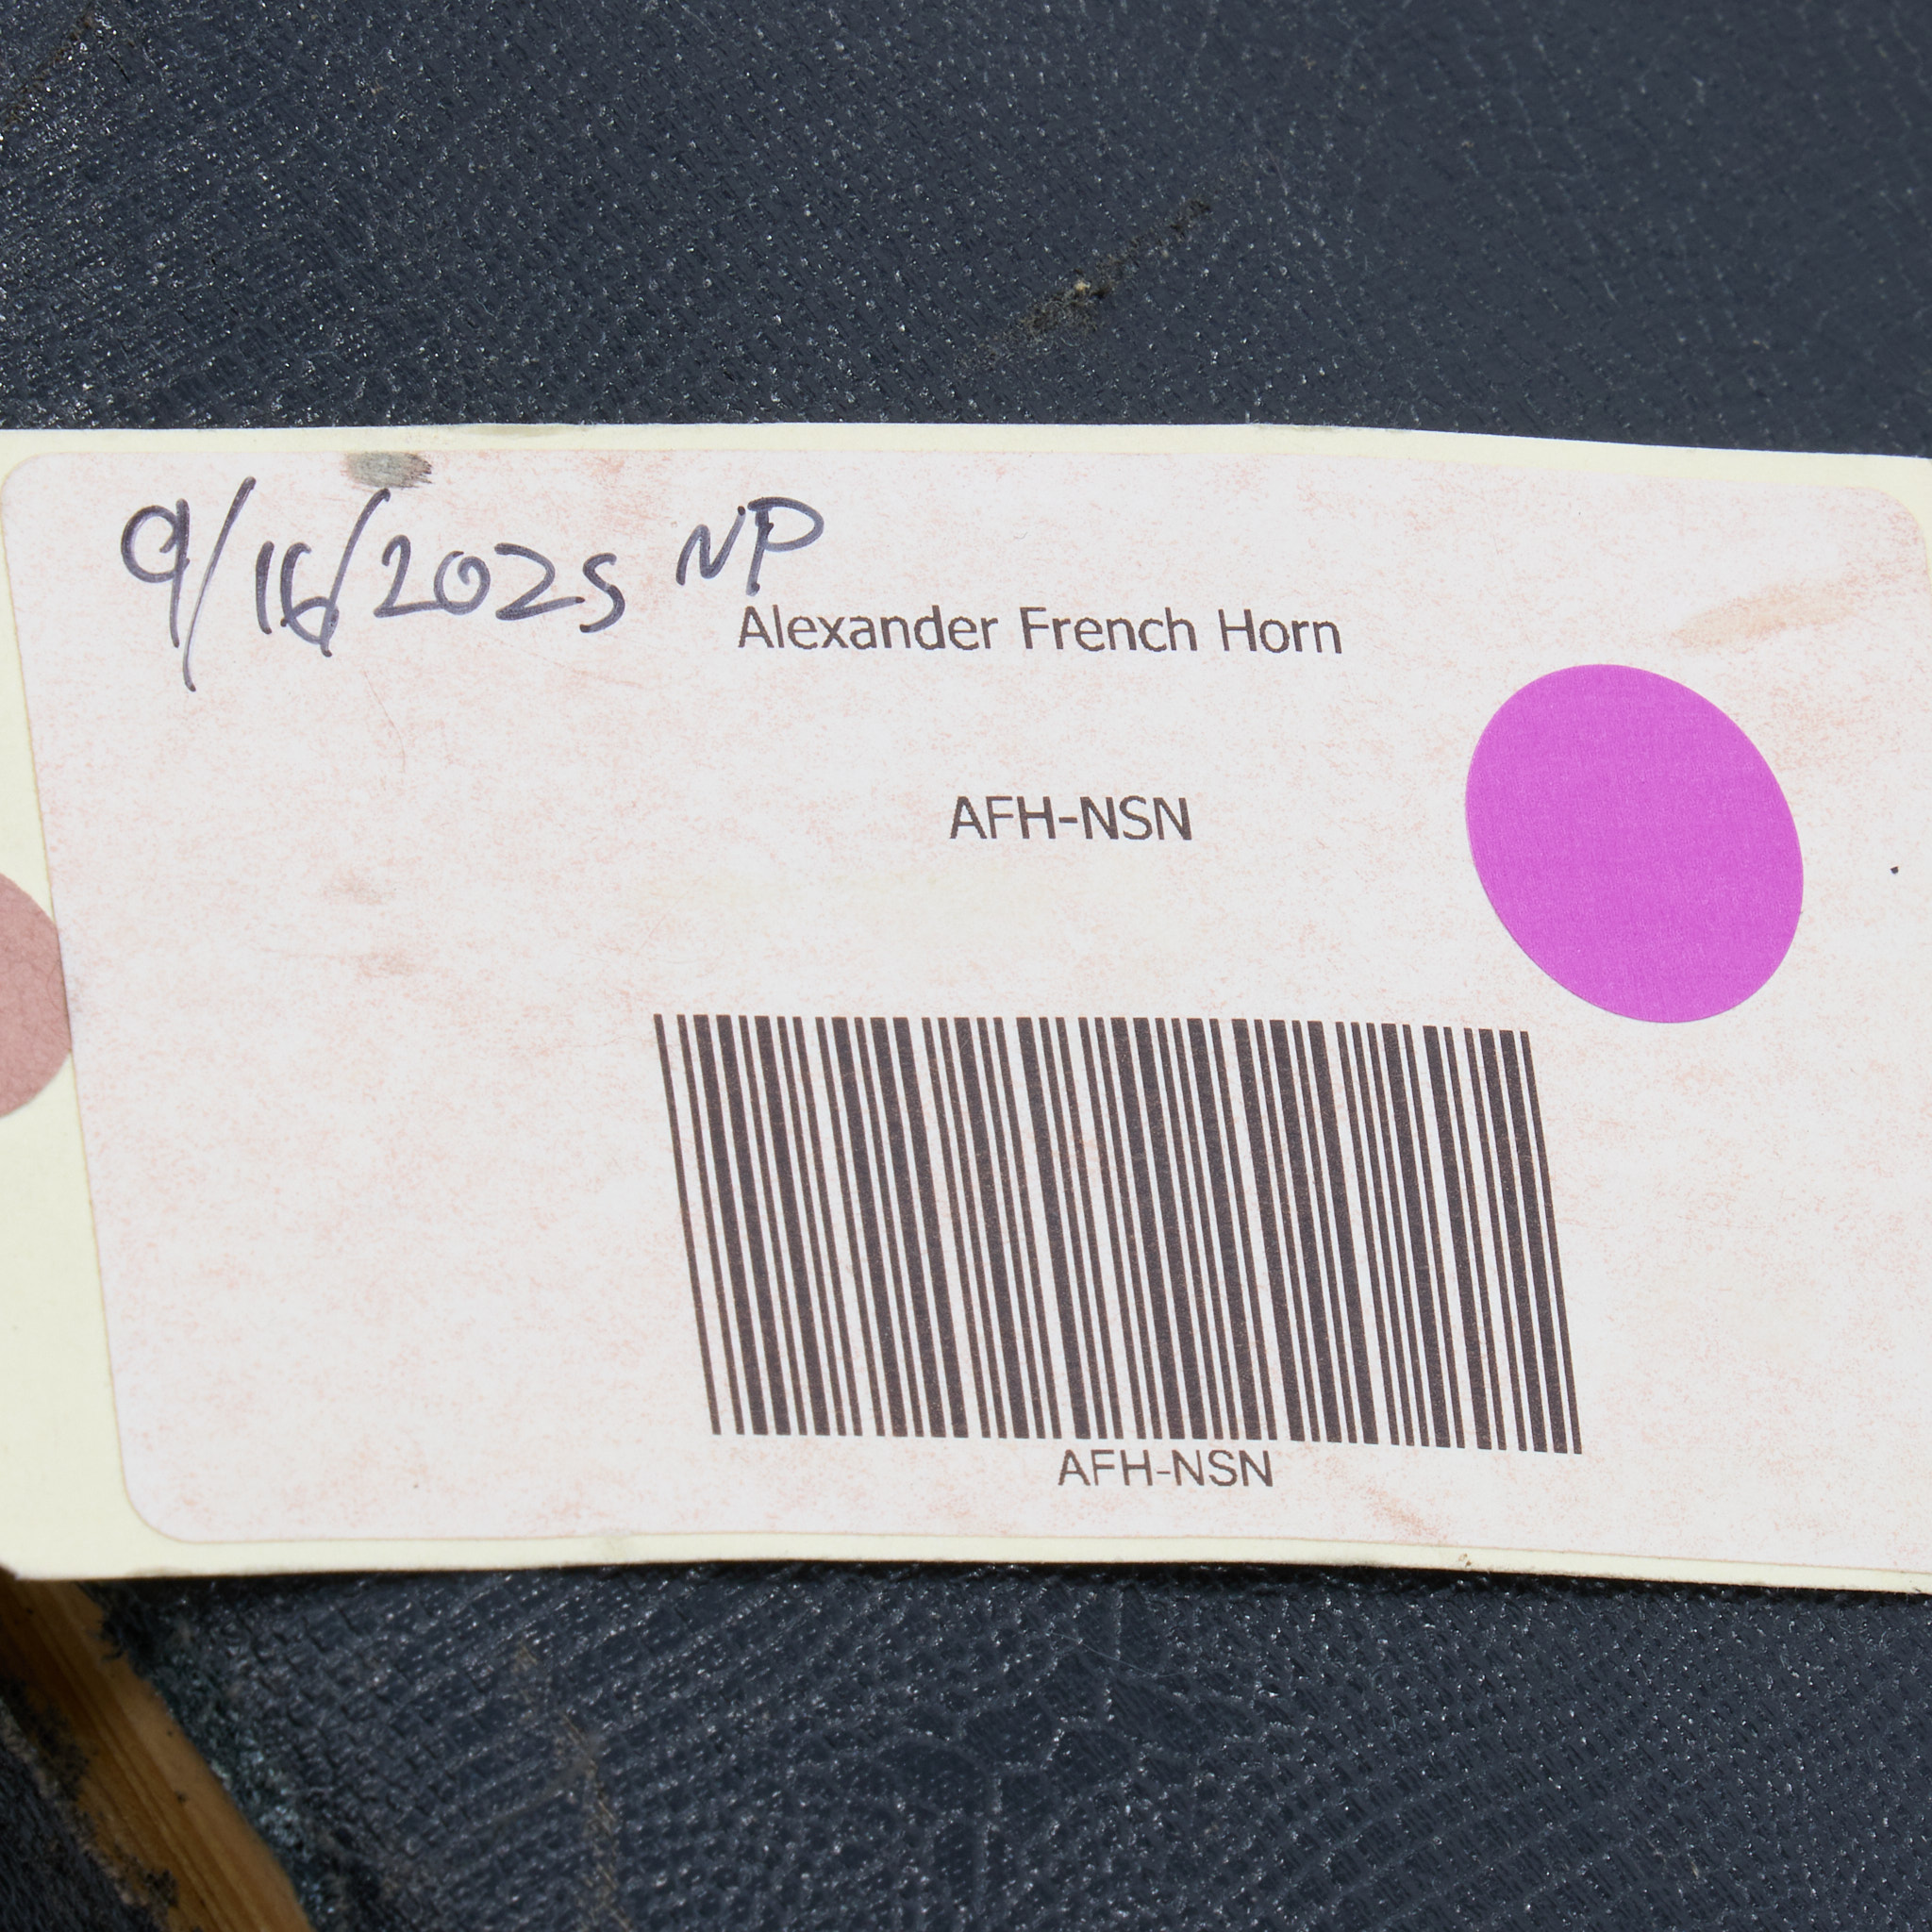 9/16/2025 NP
Alexander French Horn
AFH-NSN
AFH-NSN